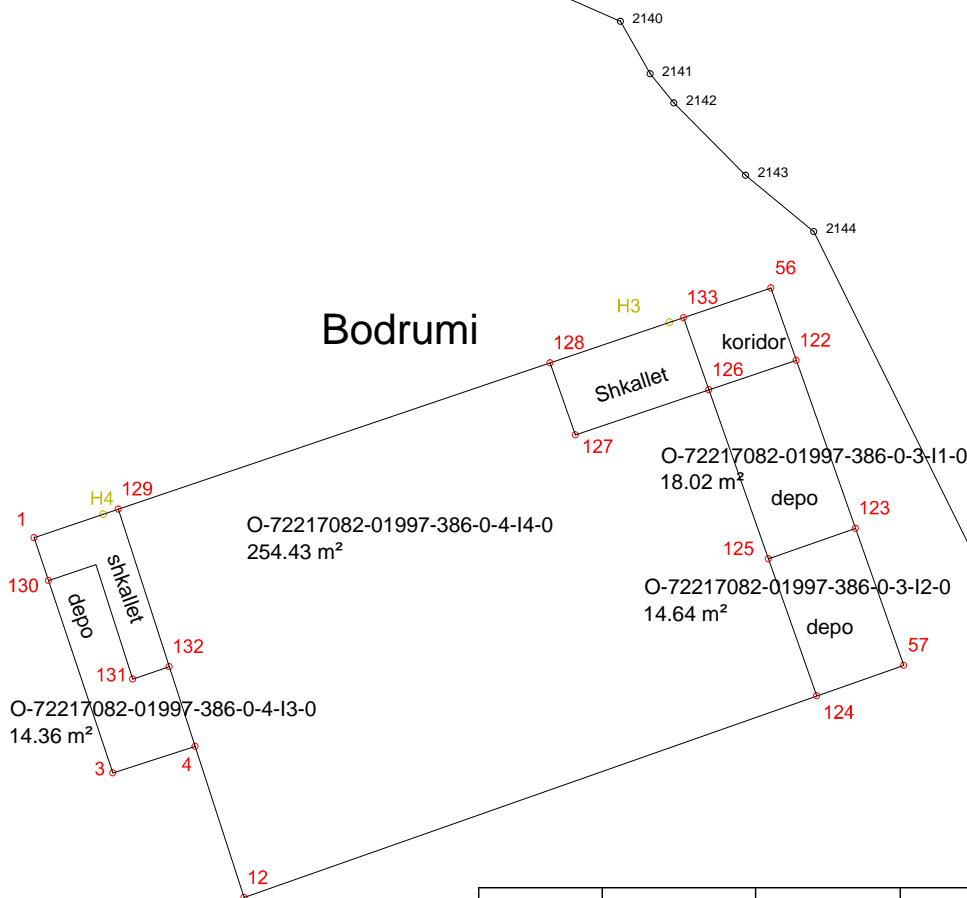 2140
2141
2142
2143
2144
56
H3
133
Bodrumi
koridor
122
128
126
Shkallet
127
O-72217082-01997-386-0-3-I1-0
18.02 m²
depo
H4
129
1
O-72217082-01997-386-0-4-I4-0
254.43 m²
123
125
shkallet
130
O-72217082-01997-386-0-3-I2-0
14.64 m²
depo
depo
132
57
131
O-72217082-01997-386-0-4-I3-0
14.36 m²
124
3
4
12